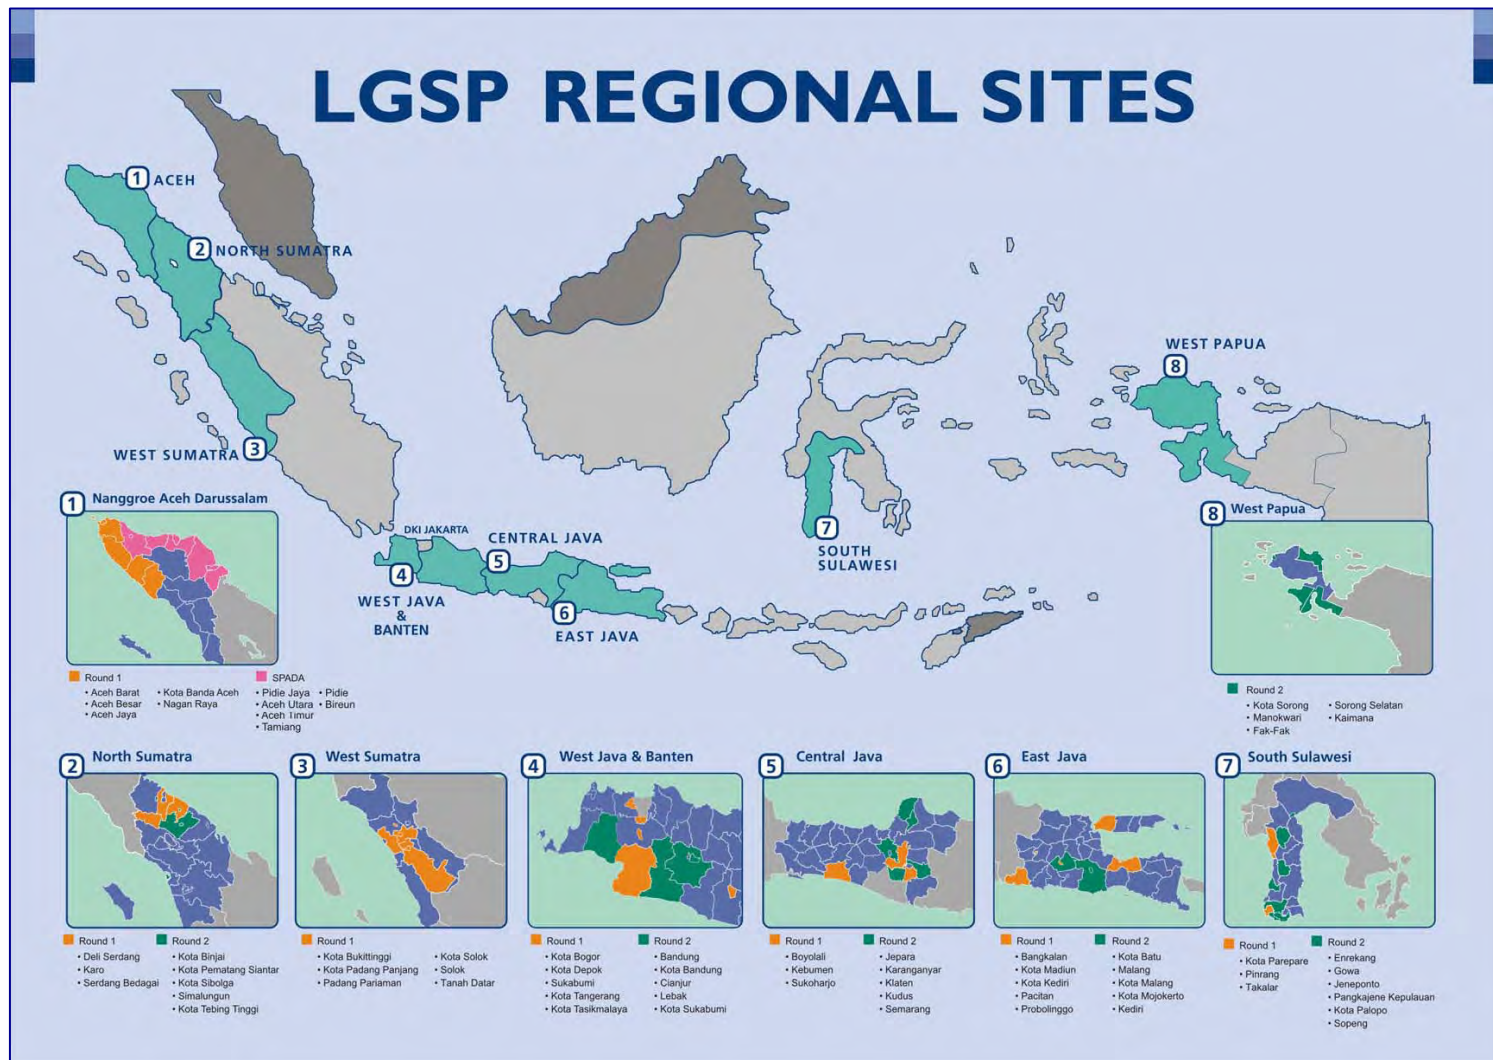 LGSP REGIONAL SITES
1 ACEH
2 NORTH SUMATRA
WEST SUMATRA 3
WEST PAPUA
8
DKI JAKARTA
4
WEST JAVA
&
BANTEN
CENTRAL JAVA
5
6
EAST JAVA
7
SOUTH
SULAWESI
1 Nanggroe Aceh Darussalam
Round 1
• Aceh Barat
• Aceh Besar
• Aceh Jaya
• Kota Banda Aceh
• Nagan Raya
SPADA
• Pidie Jaya
• Aceh Utara
• Aceh Timur
• Tamiang
• Pidie
• Bireun
8 West Papua
Round 2
• Kota Sorong
• Manokwari
• Fak-Fak
• Sorong Selatan
• Kaimana
2 North Sumatra
Round 1
• Deli Serdang
• Karo
• Serdang Bedagai
Round 2
• Kota Binjai
• Kota Pematang Siantar
• Kota Sibolga
• Simalungun
• Kota Tebing Tinggi
3 West Sumatra
Round 1
• Kota Bukittinggi
• Kota Padang Panjang
• Padang Pariaman
• Kota Solok
• Solok
• Tanah Datar
4 West Java & Banten
Round 1
• Kota Bogor
• Kota Depok
• Sukabumi
• Kota Tangerang
• Kota Tasikmalaya
Round 2
• Bandung
• Kota Bandung
• Cianjur
• Lebak
• Kota Sukabumi
5 Central Java
Round 1
• Boyolali
• Kebumen
• Sukoharjo
Round 2
• Jepara
• Karanganyar
• Klaten
• Kudus
• Semarang
6 East Java
Round 1
• Bangkalan
• Kota Madiun
• Kota Kediri
• Pacitan
• Probolinggo
Round 2
• Kota Batu
• Malang
• Kota Malang
• Kota Mojokerto
• Kediri
7 South Sulawesi
Round 1
• Kota Parepare
• Pinrang
• Takalar
Round 2
• Enrekang
• Gowa
• Jeneponto
• Pangkajene Kepulauan
• Kota Palopo
• Sopeng